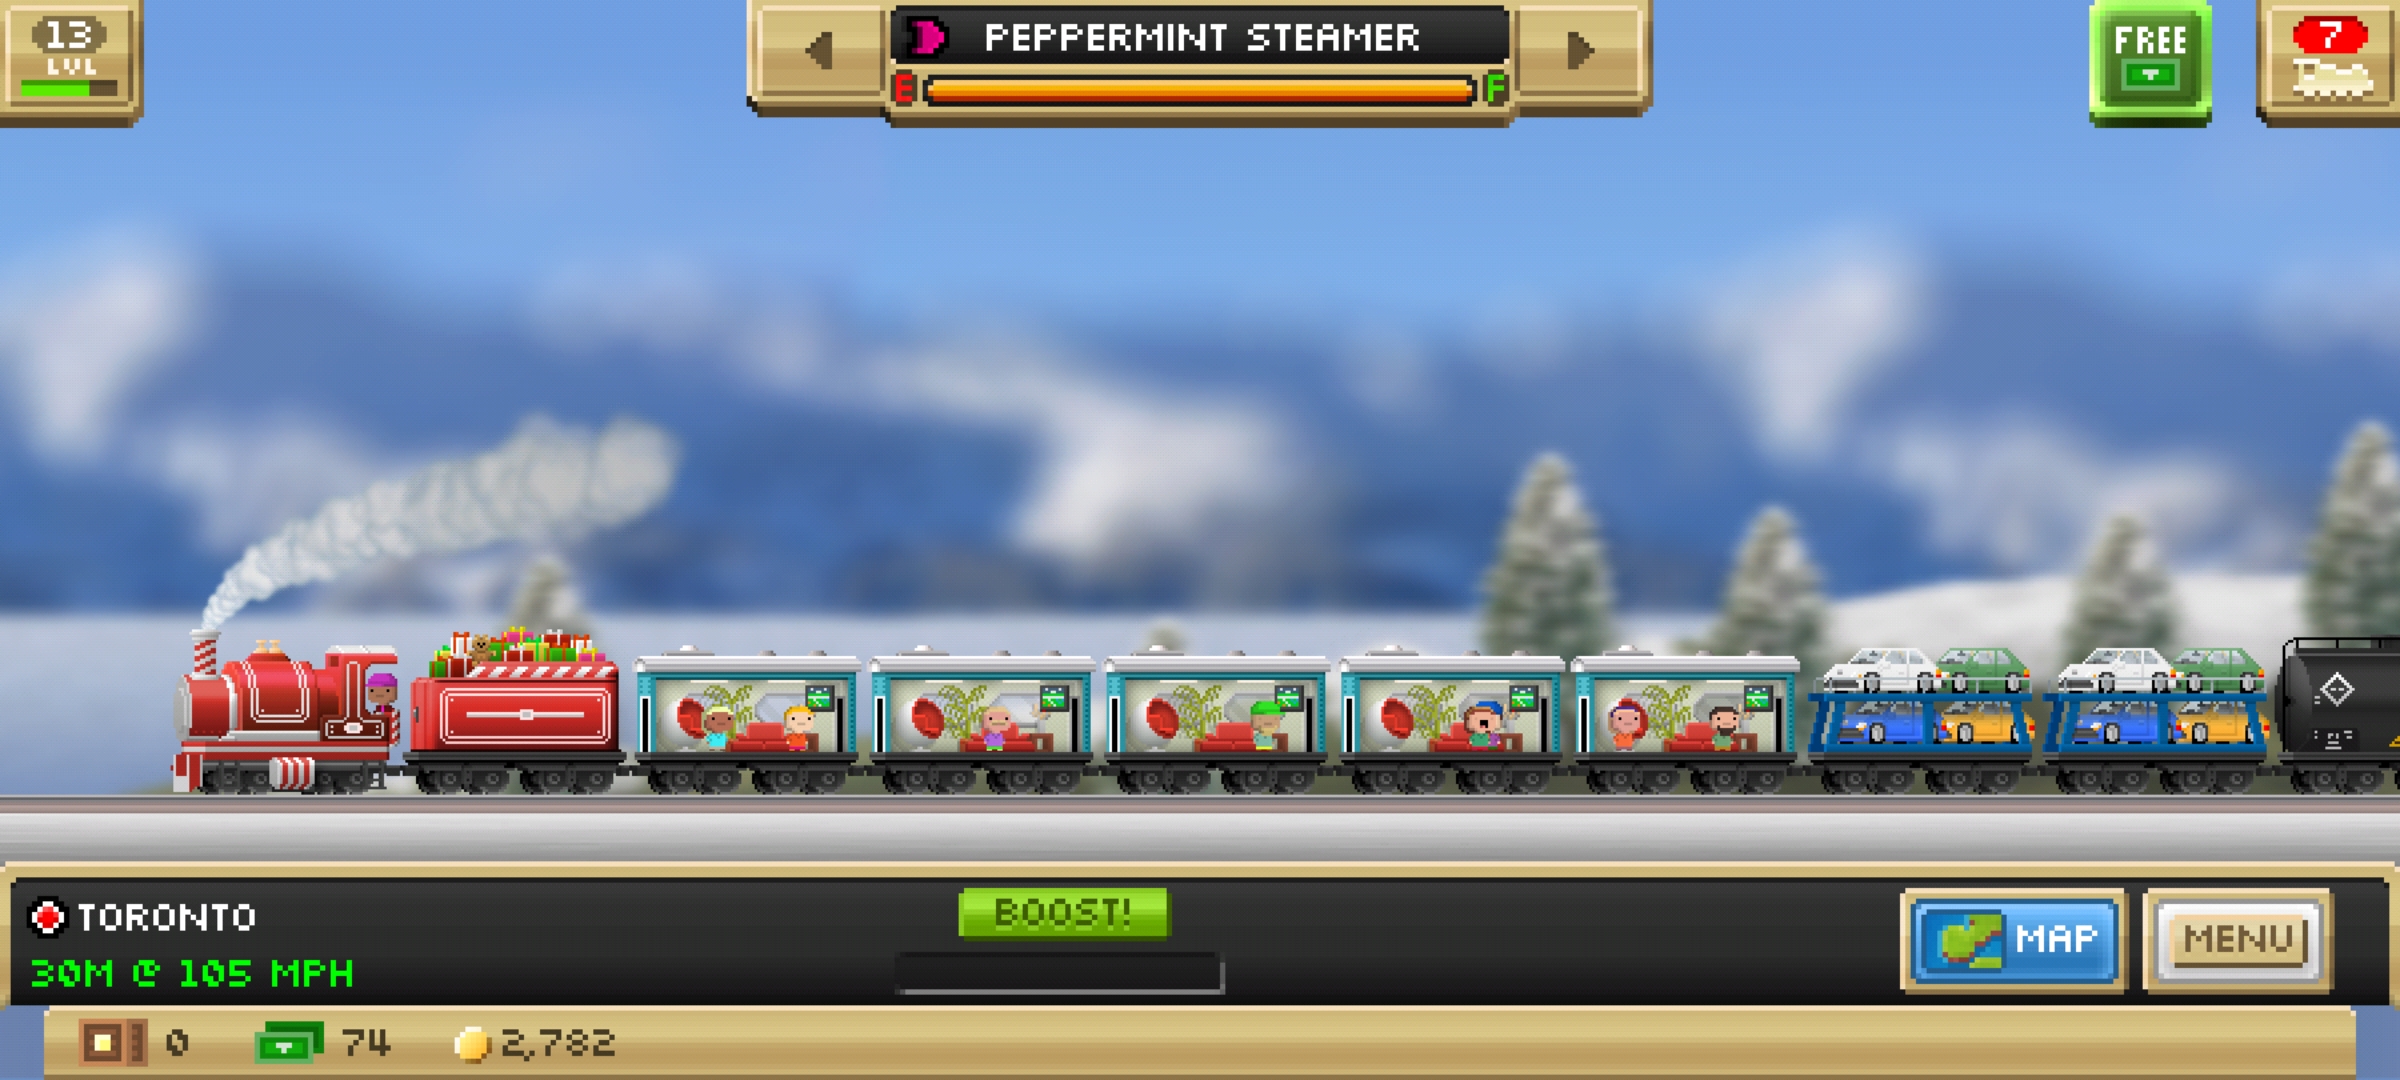 13
LVL
PEPPERMINT STEAMER
E F
FREE
7
TORONTO
30M @ 105 MPH
BOOST!
MAP
MENU
0
74
2,782